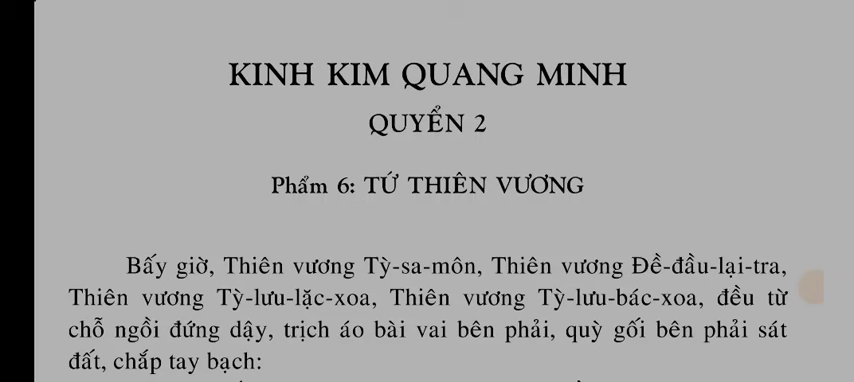 KINH KIM QUANG MINH
QUYỂN 2
Phẩm 6: TỨ THIÊN VƯƠNG
Bấy giờ, Thiên vương Tỳ-sa-môn, Thiên vương Đề-đầu-lại-tra,
Thiên vương Tỳ-lưu-lặc-xoa, Thiên vương Tỳ-lưu-bác-xoa, đều từ
chỗ ngồi đứng dậy, trịch áo bài vai bên phải, quỳ gối bên phải sát
đất, chắp tay bạch: